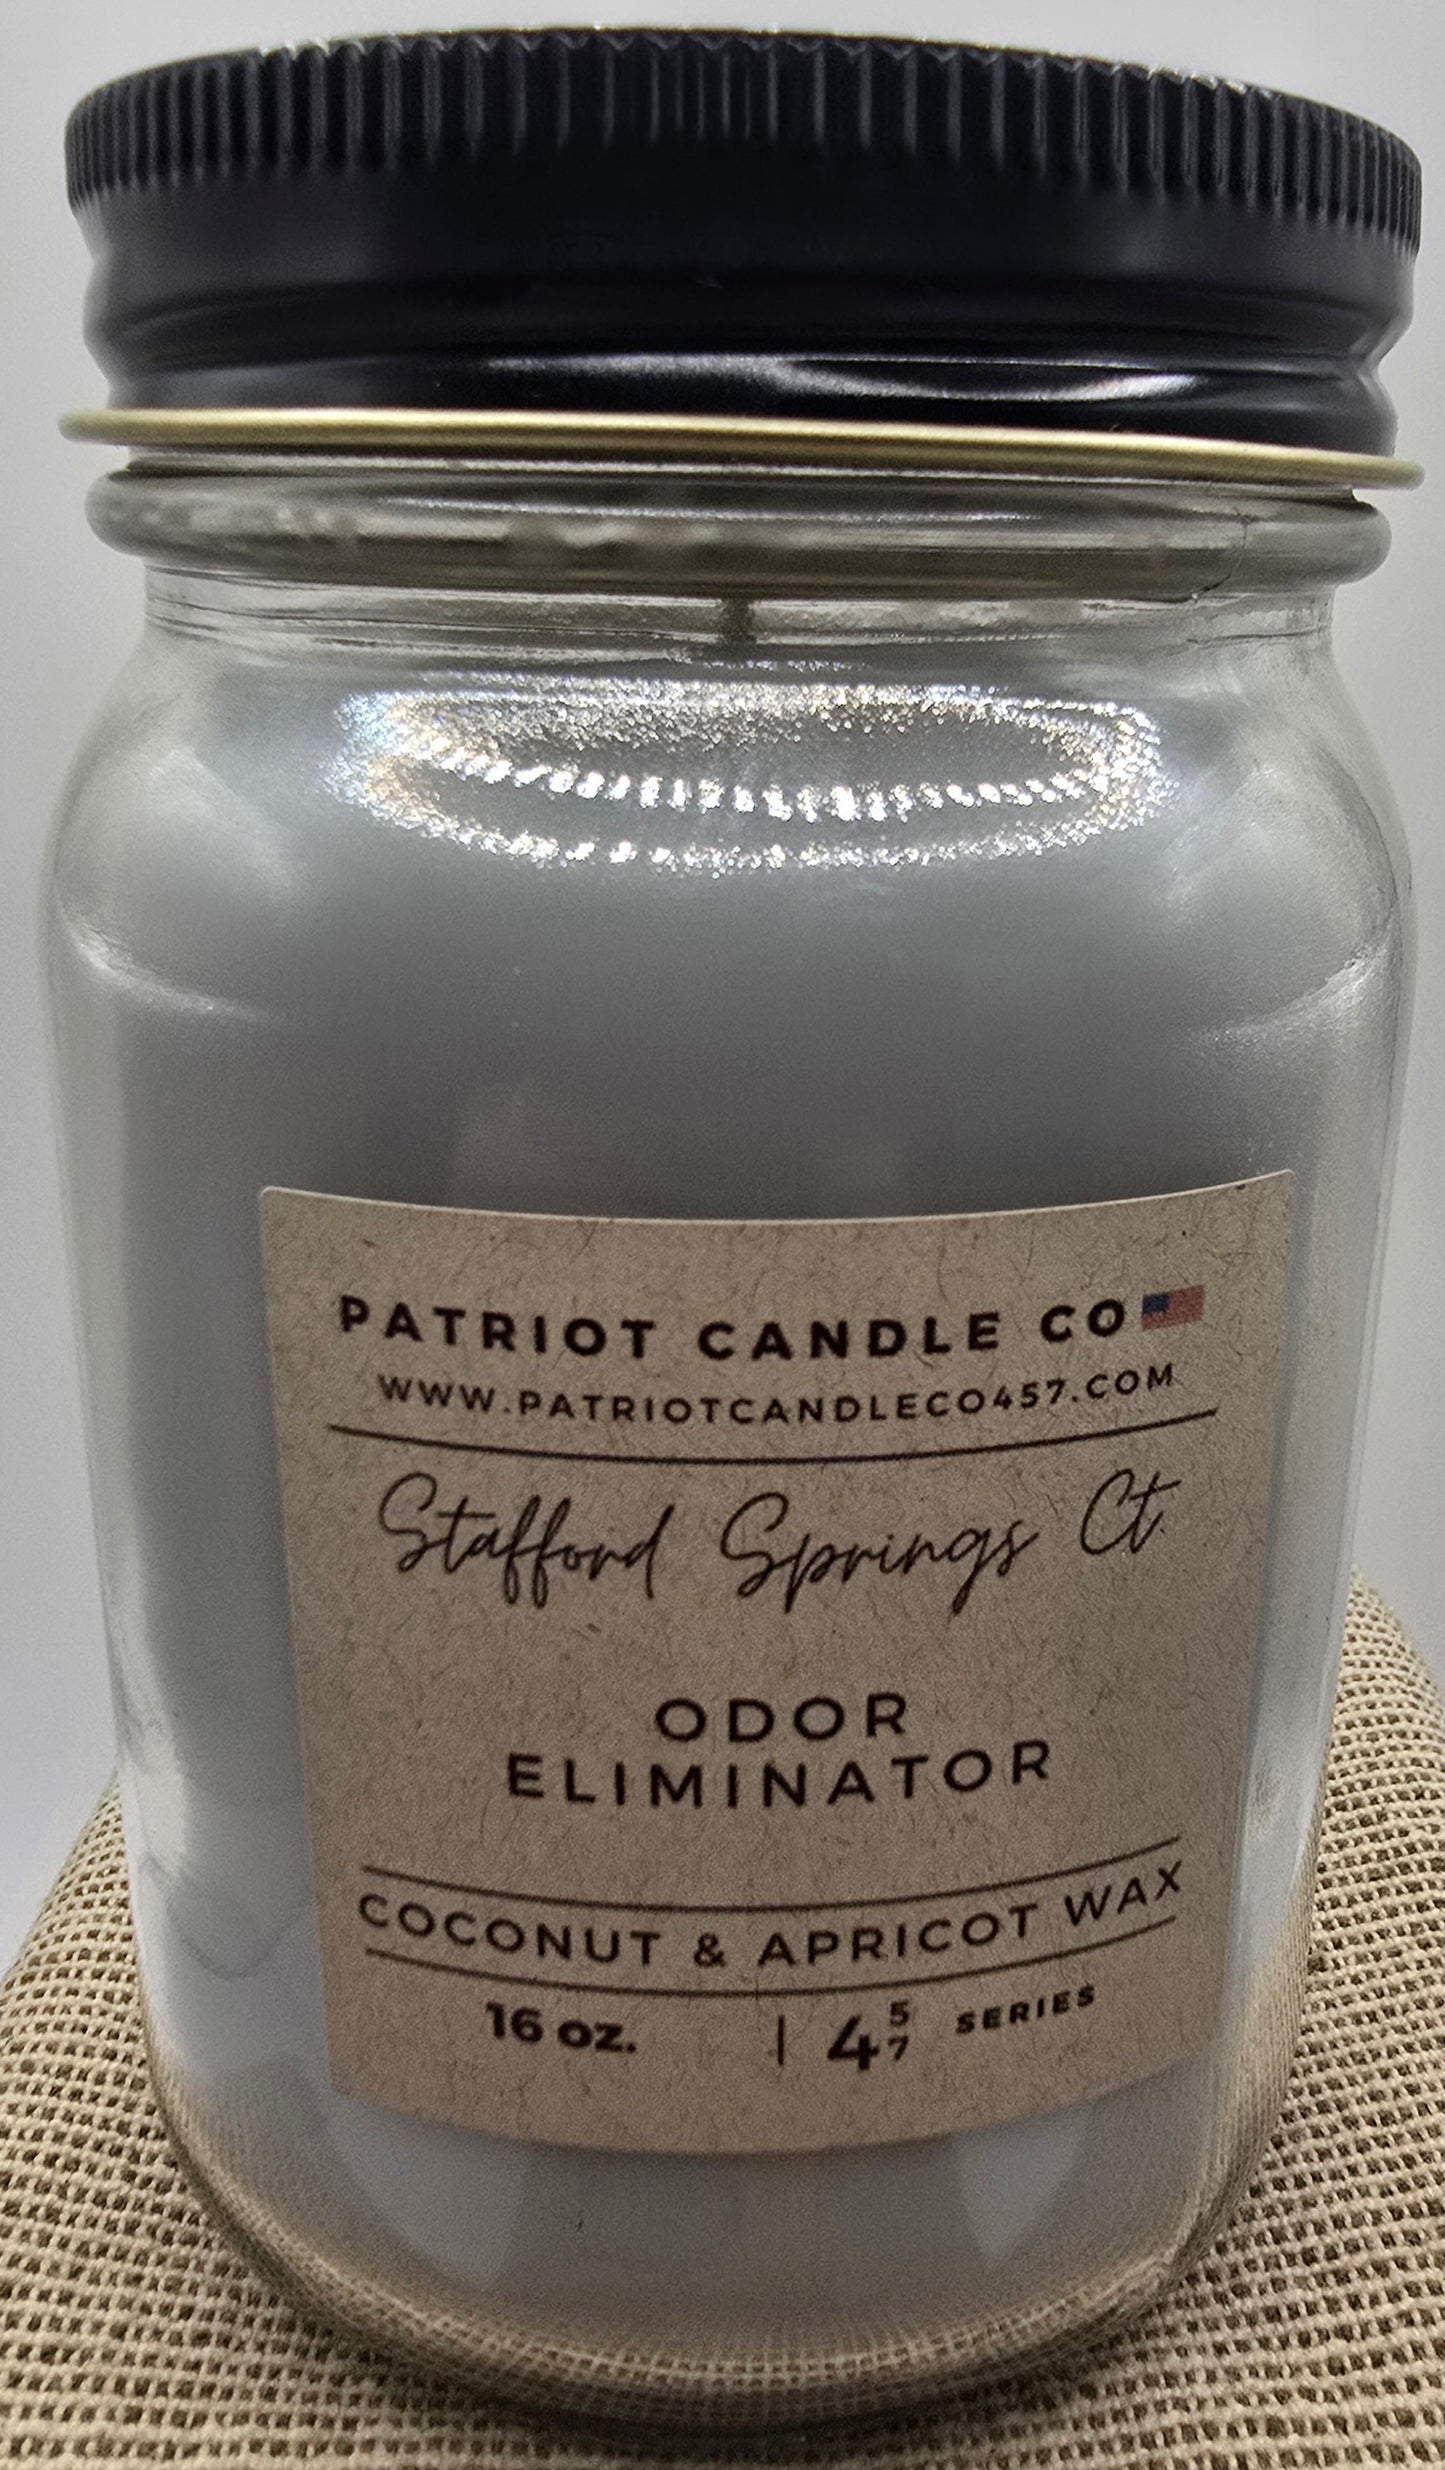 PATRIOT CANDLE CO
WWW.PATRIOTCANDLECO457.COM
Stafford Springs Ct.
ODOR
ELIMINATOR
COCONUT & APRICOT WAX
16 oz. | 4 5/7 SERIES